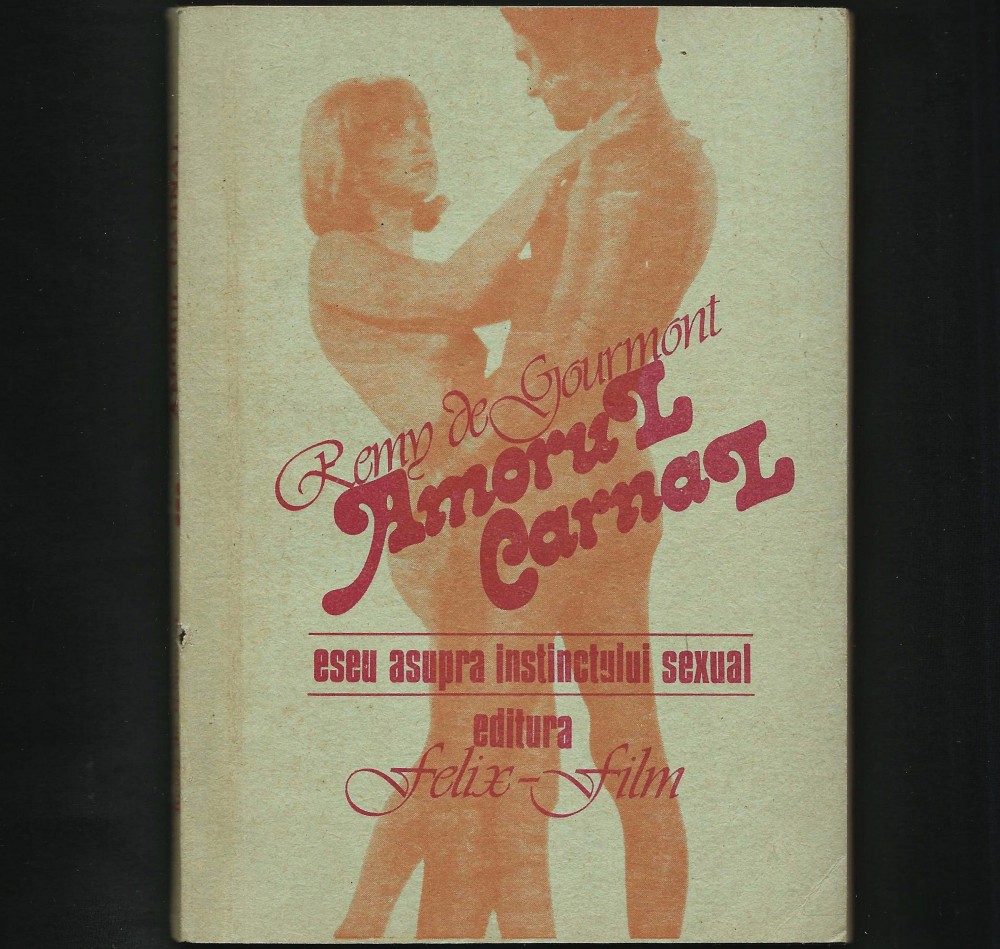 Remy de Gourmont
AmoruL
CarnaL
eseu asupra instinctului sexual
editura
Felix-Film